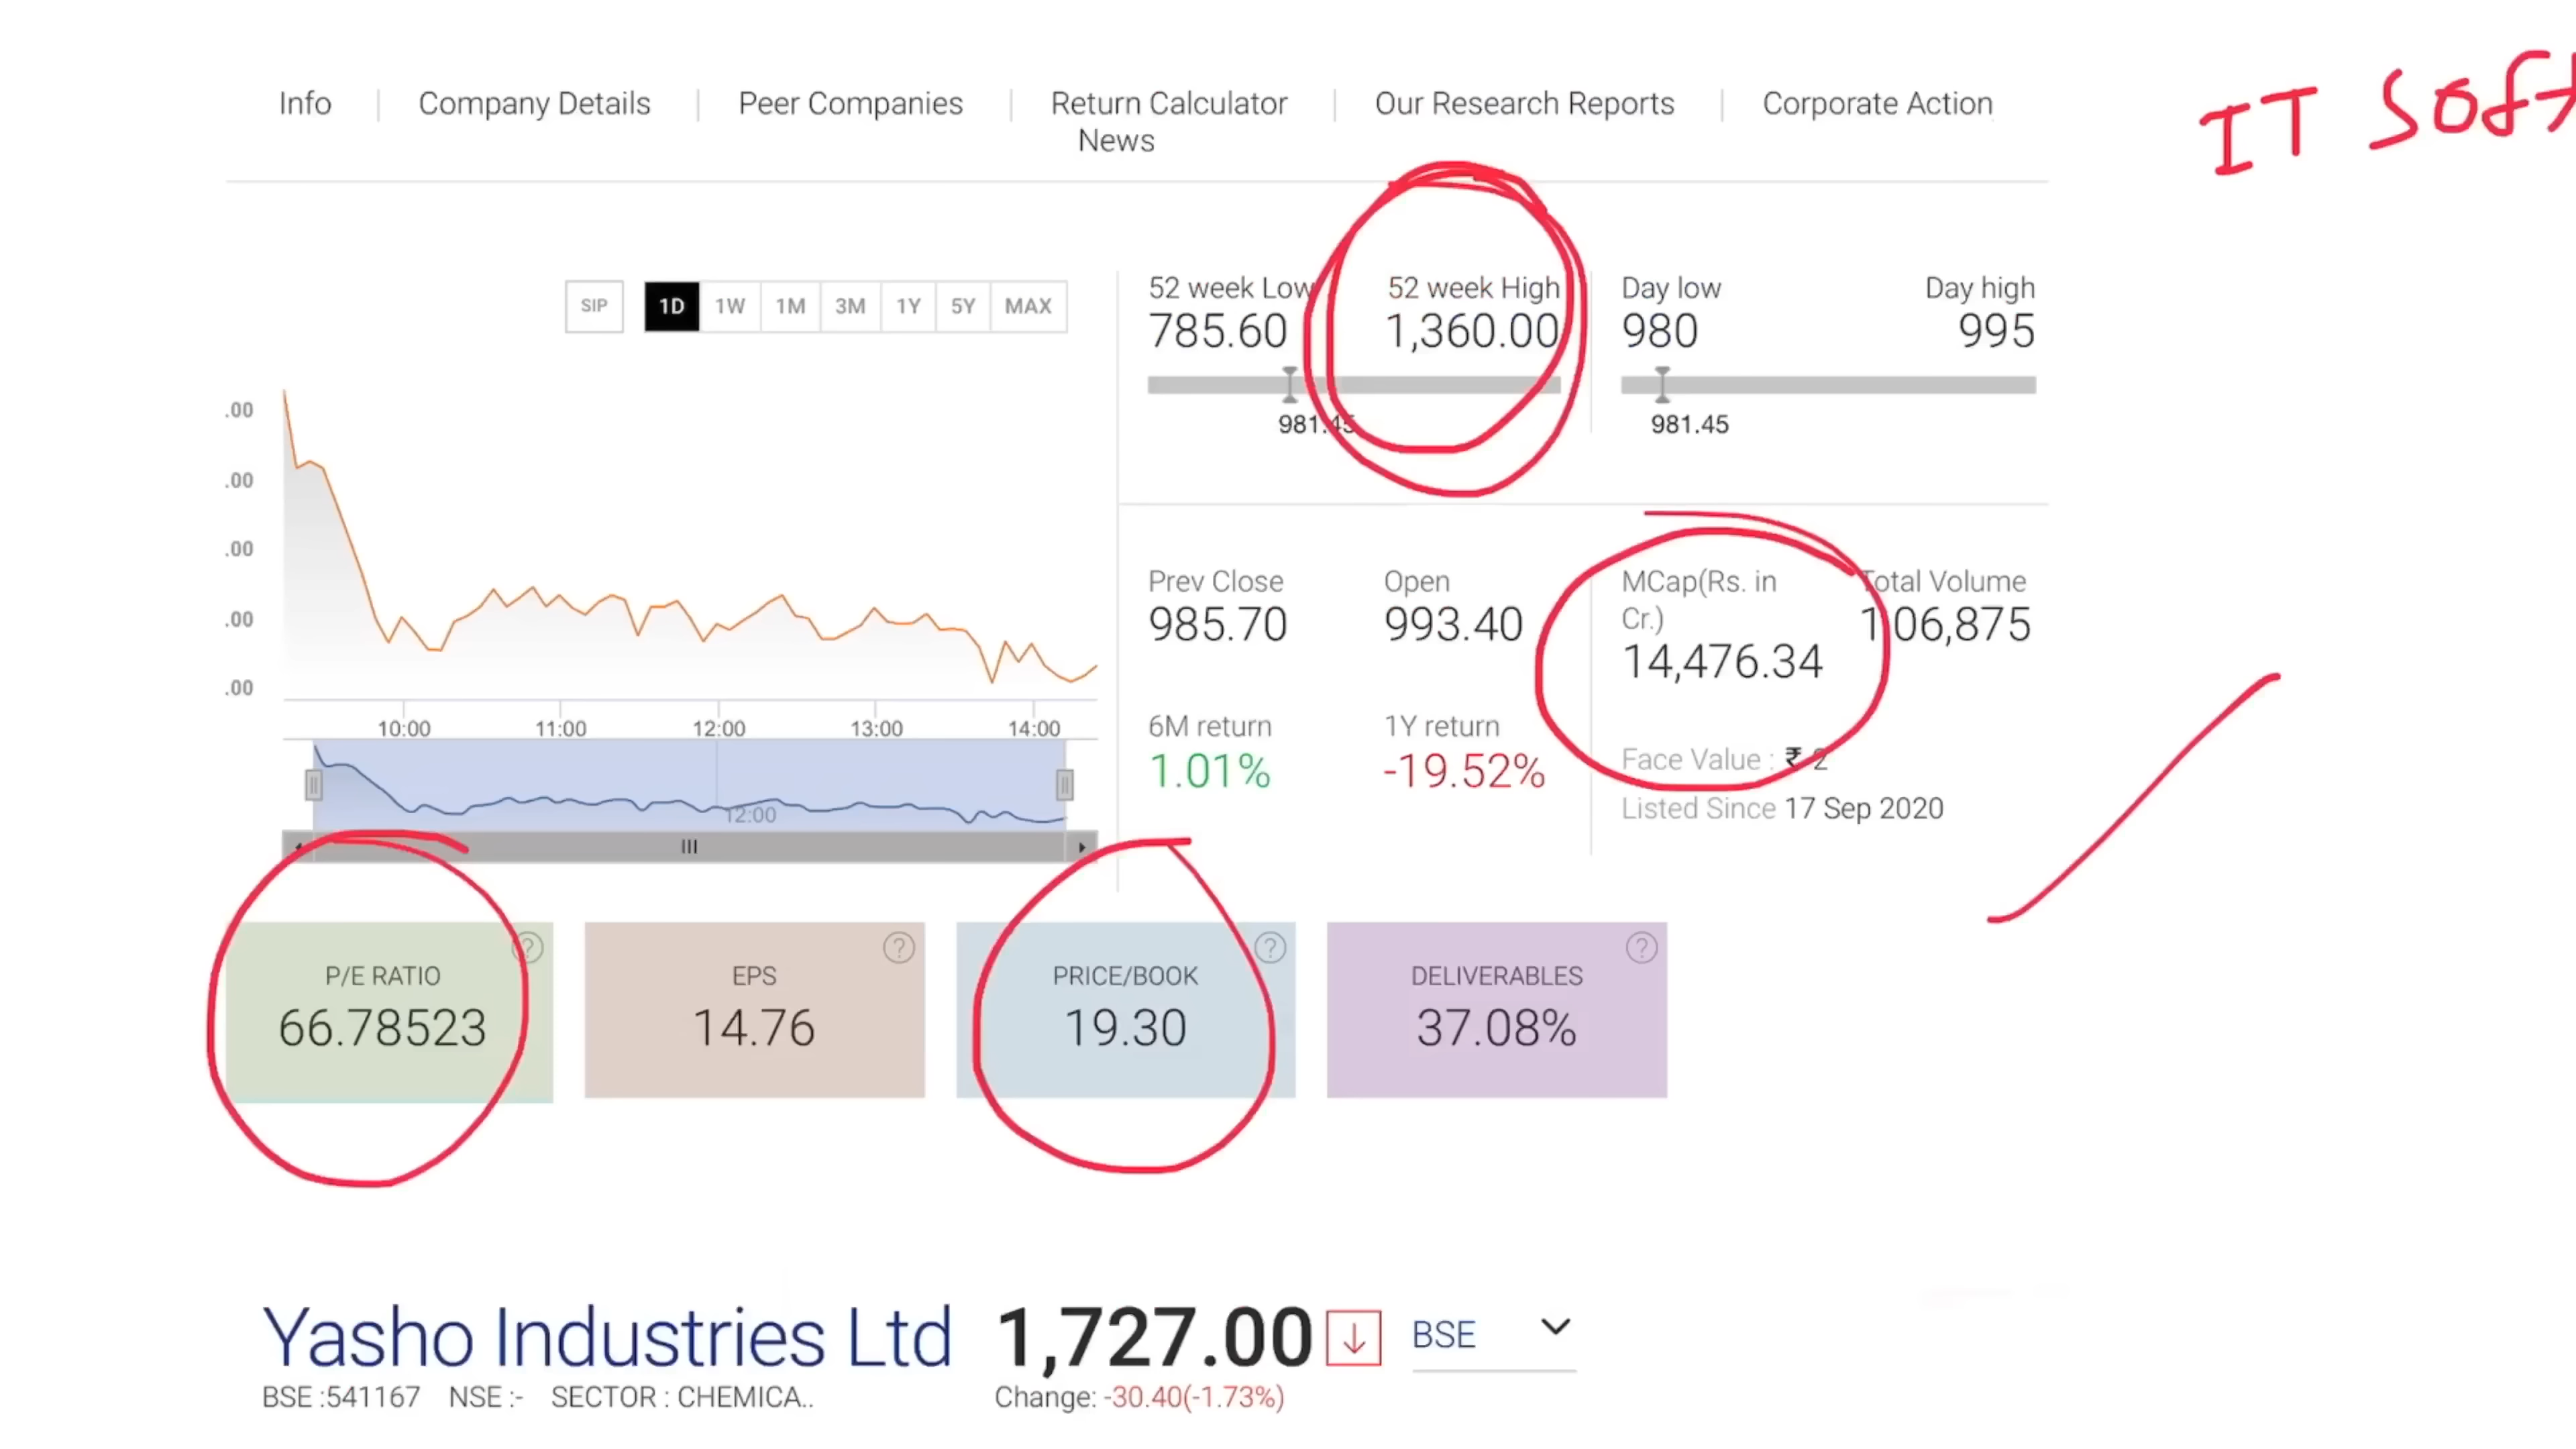 Info
Company Details
Peer Companies
Return Calculator
Our Research Reports
Corporate Action
News
IT
SIP
1D
1W
1M
3M
1Y
5Y
MAX
52 week Low
52 week High
Day low
Day high
785.60
1,360.00
980
995
981.45
981.45
.00
.00
.00
.00
.00
10:00
11:00
12:00
13:00
14:00
12:00
Prev Close
Open
MCap(Rs. in Cr.)
Total Volume
985.70
993.40
14,476.34
106,875
6M return
1Y return
1.01%
-19.52%
Face Value : ₹ 2
Listed Since 17 Sep 2020
P/E RATIO
66.78523
EPS
14.76
PRICE/BOOK
19.30
DELIVERABLES
37.08%
Yasho Industries Ltd
1,727.00
BSE
BSE :541167 NSE :- SECTOR : CHEMICA..
Change: -30.40(-1.73%)